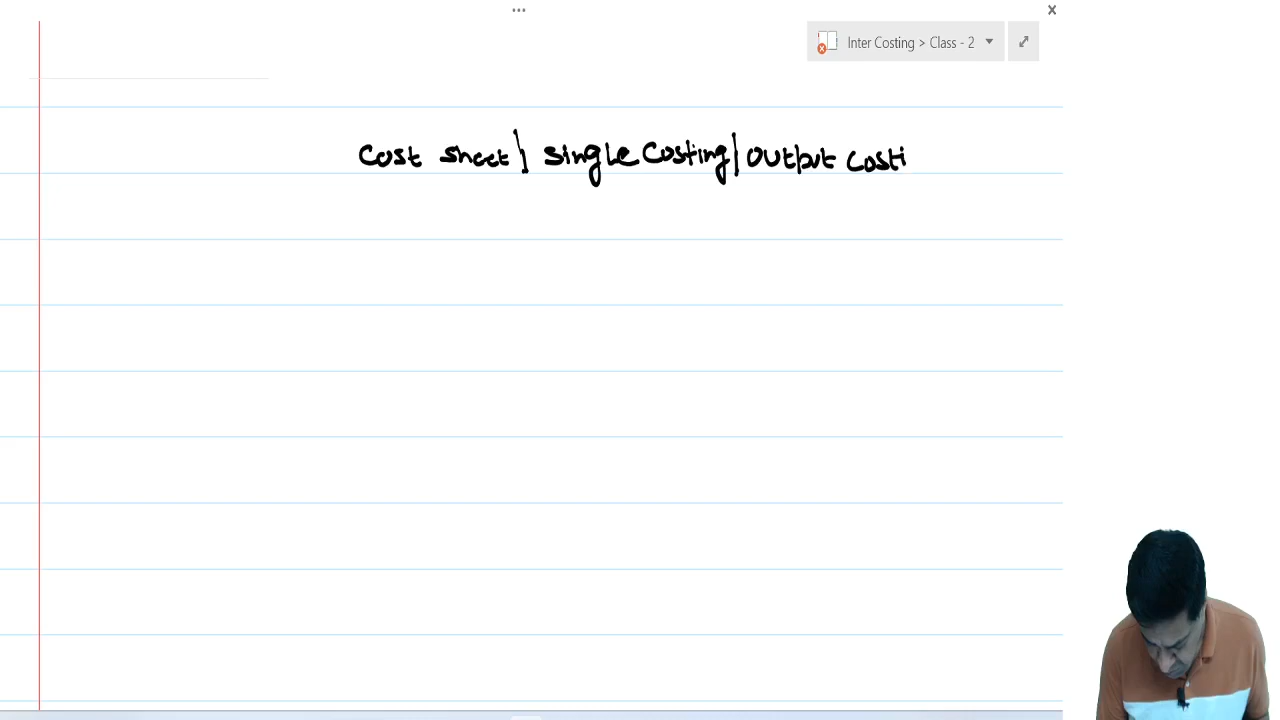 Inter Costing > Class - 2
Cost sheet | Single Costing | Output Costi